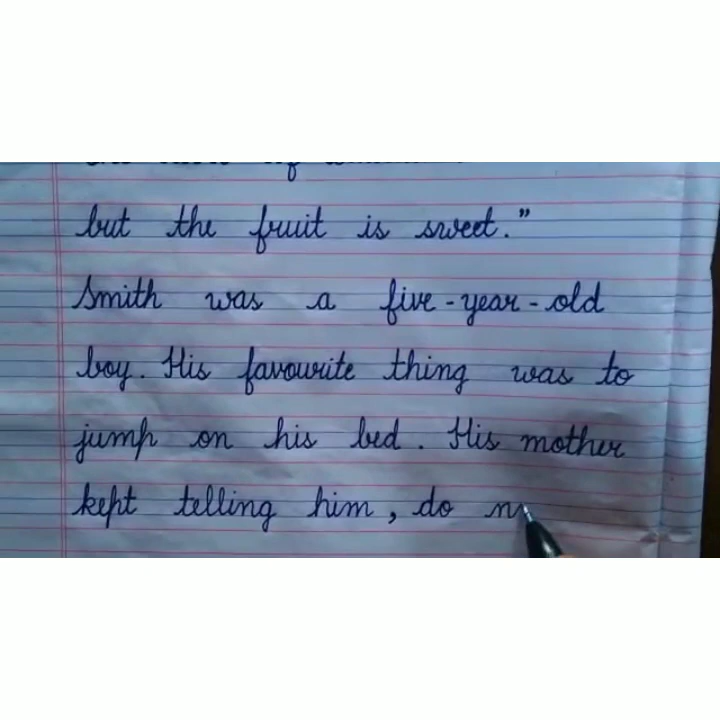 but the fruit is sweet."
Smith was a five-year-old
boy. His favourite thing was to
jump on his bed. His mother
kept telling him, do